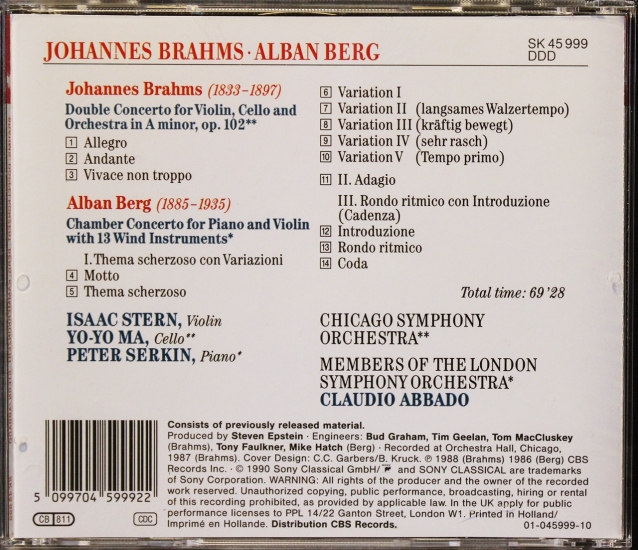 JOHANNES BRAHMS · ALBAN BERG
SK 45 999
DDD
Johannes Brahms (1833–1897)
Double Concerto for Violin, Cello and
Orchestra in A minor, op. 102**
1 Allegro
2 Andante
3 Vivace non troppo
Alban Berg (1885–1935)
Chamber Concerto for Piano and Violin
with 13 Wind Instruments*
I. Thema scherzoso con Variazioni
4 Motto
5 Thema scherzoso
6 Variation I
7 Variation II (langsames Walzertempo)
8 Variation III (kräftig bewegt)
9 Variation IV (sehr rasch)
10 Variation V (Tempo primo)
11 II. Adagio
III. Rondo ritmico con Introduzione
(Cadenza)
12 Introduzione
13 Rondo ritmico
14 Coda
Total time: 69'28
ISAAC STERN, Violin
YO-YO MA, Cello**
PETER SERKIN, Piano*
CHICAGO SYMPHONY
ORCHESTRA**
MEMBERS OF THE LONDON
SYMPHONY ORCHESTRA*
CLAUDIO ABBADO
5 099704 599922
CB 811
CDC
Consists of previously released material.
Produced by Steven Epstein · Engineers: Bud Graham, Tim Geelan, Tom MacCluskey
(Brahms), Tony Faulkner, Mike Hatch (Berg) · Recorded at Orchestra Hall, Chicago,
1987 (Brahms). Cover Design: C.C. Garbers/B. Kruck. ℗ 1988 (Brahms) 1986 (Berg) CBS
Records Inc. · © 1990 Sony Classical GmbH/ and SONY CLASSICAL are trademarks
of Sony Corporation. WARNING: All rights of the producer and the owner of the recorded
work reserved. Unauthorized copying, public performance, broadcasting, hiring or rental
of this recording prohibited, as provided by applicable law. In the UK apply for public
performance licenses to PPL 14/22 Ganton Street, London W1. Printed in Holland/
Imprimé en Hollande. Distribution CBS Records.
01-045999-10